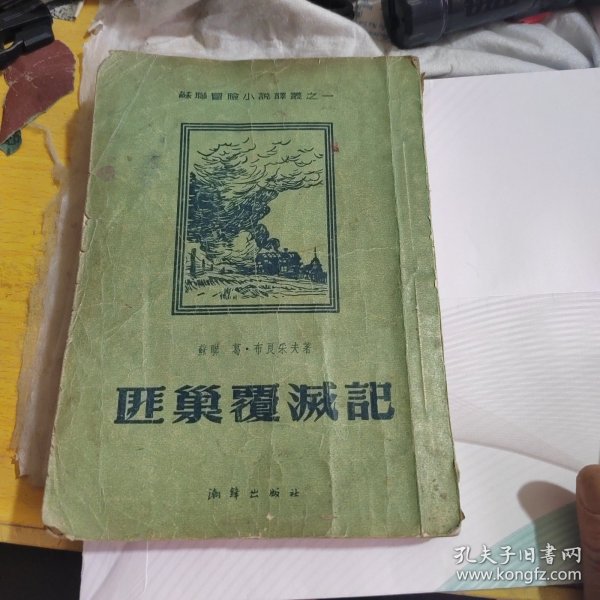 蘇聯冒險小説譯叢之一
蘇聯 葛·布良采夫著
匪巢覆滅記
潮鋒出版社
孔夫子旧书网
www.kongfz.com